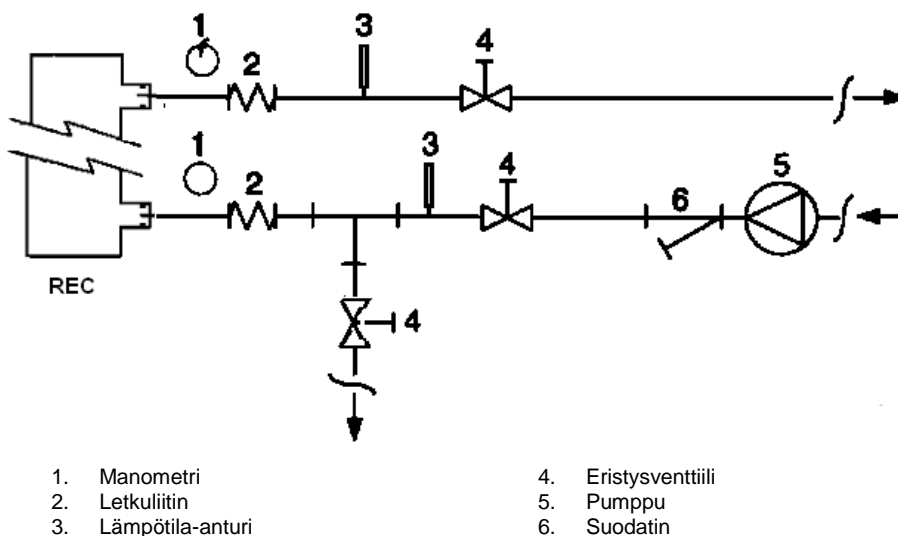 1
2
3
4
1
2
3
4
6
5
REC
4
1. Manometri
2. Letkuliitin
3. Lämpötila-anturi
4. Eristysventtiili
5. Pumppu
6. Suodatin